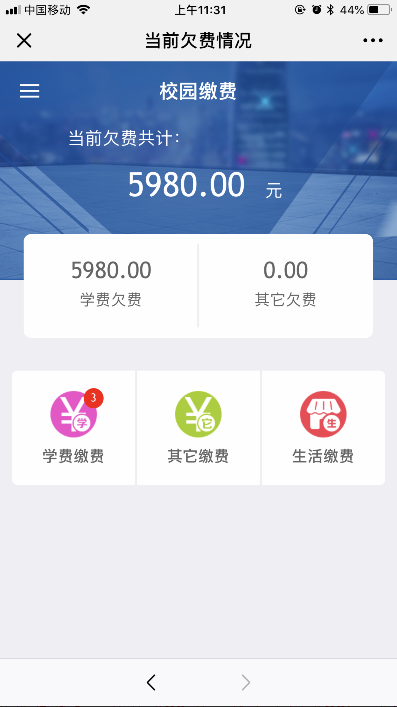 中国移动 上午11:31 44%
当前欠费情况
校园缴费
当前欠费共计:
5980.00 元
5980.00 0.00
学费欠费 其它欠费
3
学 它 生
学费缴费 其它缴费 生活缴费